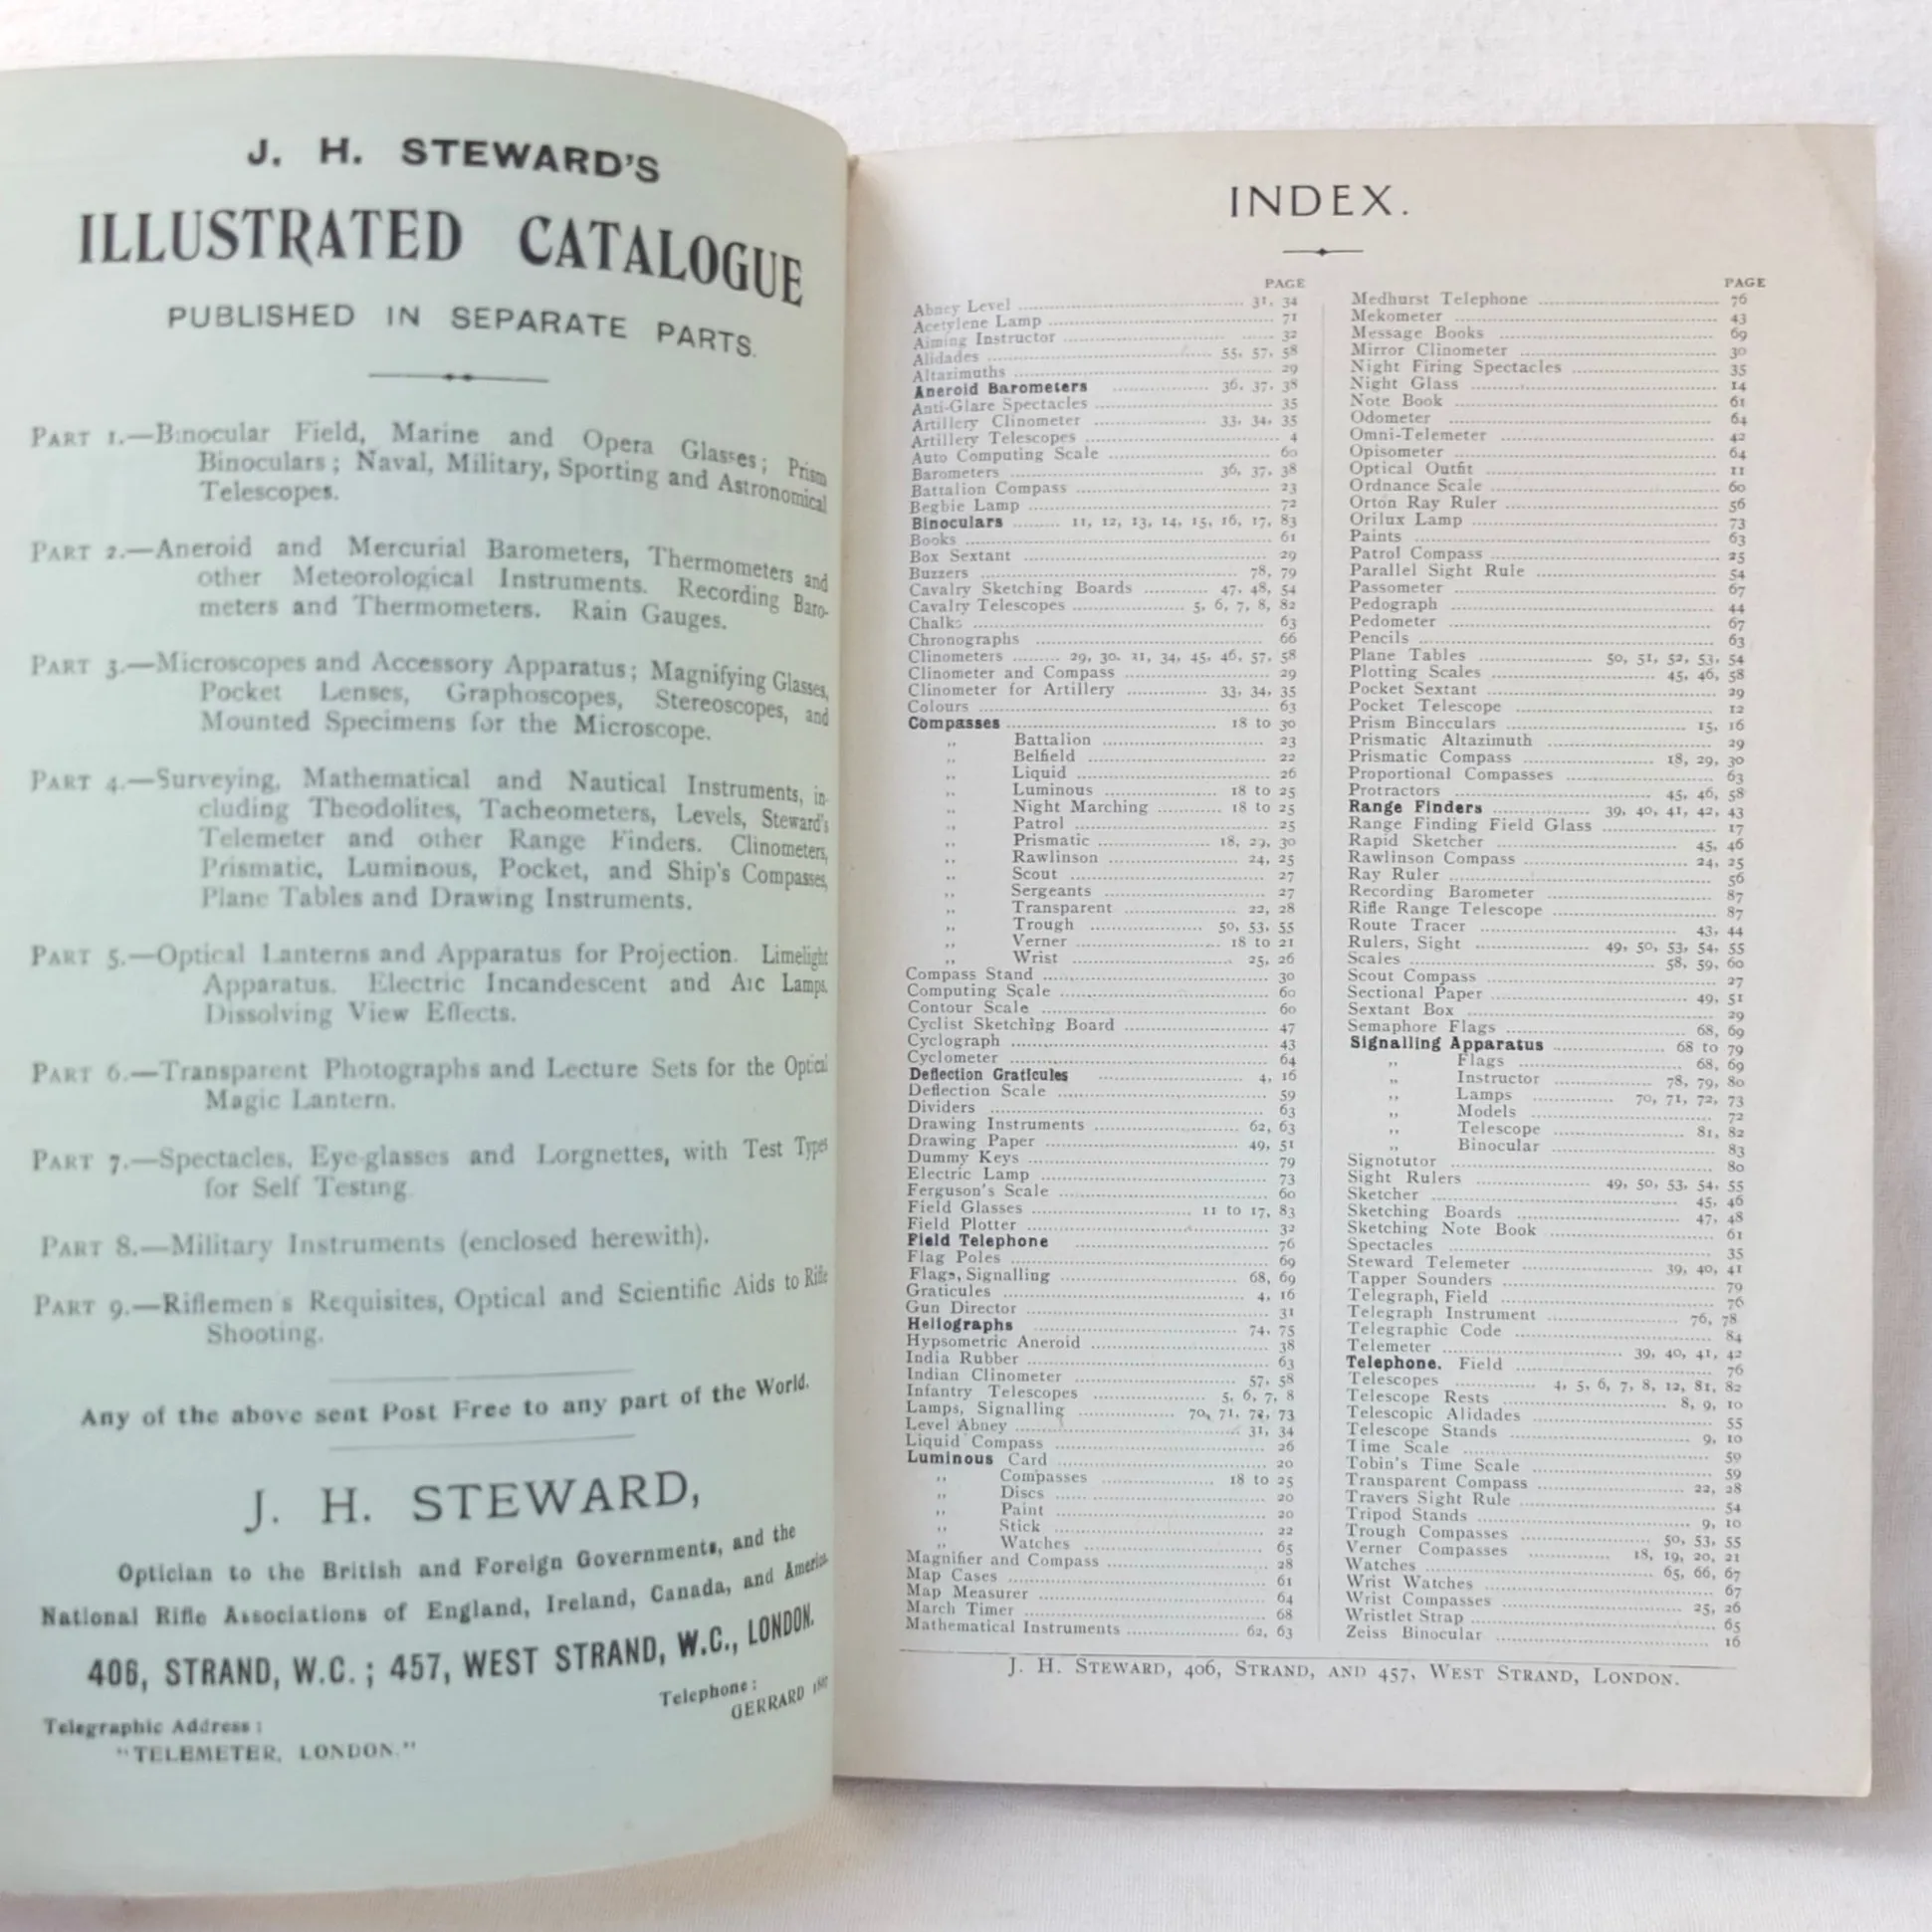 J. H. STEWARD'S
ILLUSTRATED CATALOGUE
PUBLISHED IN SEPARATE PARTS.
PART 1.—Binocular Field, Marine and Opera Glasses; Prism
Binoculars; Naval, Military, Sporting and Astronomical
Telescopes.
PART 2.—Aneroid and Mercurial Barometers, Thermometers and
other Meteorological Instruments. Recording Baro-
meters and Thermometers. Rain Gauges.
PART 3.—Microscopes and Accessory Apparatus; Magnifying Glasses,
Pocket Lenses, Graphoscopes, Stereoscopes, and
Mounted Specimens for the Microscope.
PART 4.—Surveying, Mathematical and Nautical Instruments, in-
cluding Theodolites, Tacheometers, Levels, Steward's
Telemeter and other Range Finders. Clinometers,
Prismatic, Luminous, Pocket, and Ship's Compasses,
Plane Tables and Drawing Instruments.
PART 5.—Optical Lanterns and Apparatus for Projection. Limelight
Apparatus. Electric Incandescent and Arc Lamps.
Dissolving View Effects.
PART 6.—Transparent Photographs and Lecture Sets for the Optical
Magic Lantern.
PART 7.—Spectacles, Eye-glasses and Lorgnettes, with Test Types
for Self Testing
PART 8.—Military Instruments (enclosed herewith).
PART 9.—Riflemen's Requisites, Optical and Scientific Aids to Rifle
Shooting.
Any of the above sent Post Free to any part of the World.
J. H. STEWARD,
Optician to the British and Foreign Governments, and the
National Rifle Associations of England, Ireland, Canada, and America.
406, STRAND, W.C.; 457, WEST STRAND, W.C., LONDON.
Telephone:
GERRARD
Telegraphic Address:
"TELEMETER, LONDON."
INDEX.
PAGE
Abney Level 31, 34
Acetylene Lamp 71
Aiming Instructor 32
Alidades 55, 57, 58
Altazimuths 29
Aneroid Barometers 36, 37, 38
Anti-Glare Spectacles 35
Artillery Clinometer 33, 34, 35
Artillery Telescopes 4
Auto Computing Scale 60
Barometers 36, 37, 38
Battalion Compass 23
Begbie Lamp 72
Binoculars 11, 12, 13, 14, 15, 16, 17, 83
Books 61
Box Sextant 29
Buzzers 78, 79
Cavalry Sketching Boards 47, 48, 54
Cavalry Telescopes 5, 6, 7, 8, 82
Chalks 63
Chronographs 66
Clinometers 29, 30, 31, 34, 45, 46, 57, 58
Clinometer and Compass 29
Clinometer for Artillery 33, 34, 35
Colours 63
Compasses 18 to 30
,, Battalion 23
,, Belfield 22
,, Liquid 26
,, Luminous 18 to 25
,, Night Marching 18 to 25
,, Patrol 25
,, Prismatic 18, 29, 30
,, Rawlinson 24, 25
,, Scout 27
,, Sergeants 27
,, Transparent 22, 28
,, Trough 50, 53, 55
,, Verner 18 to 21
,, Wrist 25, 26
Compass Stand 30
Computing Scale 60
Contour Scale 60
Cyclist Sketching Board 47
Cyclograph 43
Cyclometer 64
Deflection Graticules 4, 16
Deflection Scale 59
Dividers 63
Drawing Instruments 62, 63
Drawing Paper 49, 51
Dummy Keys 79
Electric Lamp 73
Ferguson's Scale 60
Field Glasses 11 to 17, 83
Field Plotter 32
Field Telephone 76
Flag Poles 69
Flags, Signalling 68, 69
Graticules 4, 16
Gun Director 31
Heliographs 74, 75
Hypsometric Aneroid 38
India Rubber 63
Indian Clinometer 57, 58
Infantry Telescopes 5, 6, 7, 8
Lamps, Signalling 70, 71, 72, 73
Level Abney 31, 34
Liquid Compass 26
Luminous Card 20
,, Compasses 18 to 25
,, Discs 20
,, Paint 20
,, Stick 22
,, Watches 65
Magnifier and Compass 28
Map Cases 61
Map Measurer 64
March Timer 68
Mathematical Instruments 62, 63
PAGE
Medhurst Telephone 76
Mekometer 43
Message Books 69
Mirror Clinometer 30
Night Firing Spectacles 35
Night Glass 14
Note Book 61
Odometer 64
Omni-Telemeter 42
Opisometer 64
Optical Outfit 11
Ordnance Scale 60
Orton Ray Ruler 56
Orilux Lamp 73
Paints 63
Patrol Compass 25
Parallel Sight Rule 54
Passometer 67
Pedograph 44
Pedometer 67
Pencils 63
Plane Tables 50, 51, 52, 53, 54
Plotting Scales 45, 46, 58
Pocket Sextant 29
Pocket Telescope 12
Prism Binoculars 15, 16
Prismatic Altazimuth 29
Prismatic Compass 18, 29, 30
Proportional Compasses 63
Protractors 45, 46, 58
Range Finders 39, 40, 41, 42, 43
Range Finding Field Glass 17
Rapid Sketcher 45, 46
Rawlinson Compass 24, 25
Ray Ruler 56
Recording Barometer 87
Rifle Range Telescope 87
Route Tracer 43, 44
Rulers, Sight 49, 50, 53, 54, 55
Scales 58, 59, 60
Scout Compass 27
Sectional Paper 49, 51
Sextant Box 29
Semaphore Flags 68, 69
Signalling Apparatus 68 to 79
,, Flags 68, 69
,, Instructor 78, 79, 80
,, Lamps 70, 71, 72, 73
,, Models 72
,, Telescope 81, 82
,, Binocular 83
Signotutor 80
Sight Rulers 49, 50, 53, 54, 55
Sketcher 45, 46
Sketching Boards 47, 48
Sketching Note Book 61
Spectacles 35
Steward Telemeter 39, 40, 41
Tapper Sounders 79
Telegraph, Field 76
Telegraph Instrument 76, 78
Telegraphic Code 84
Telemeter 39, 40, 41, 42
Telephone, Field 76
Telescopes 4, 5, 6, 7, 8, 12, 81, 82
Telescope Rests 8, 9, 10
Telescopic Alidades 55
Telescope Stands 9, 10
Time Scale 59
Tobin's Time Scale 59
Transparent Compass 22, 28
Travers Sight Rule 54
Tripod Stands 9, 10
Trough Compasses 50, 53, 55
Verner Compasses 18, 19, 20, 21
Watches 65, 66, 67
Wrist Watches 67
Wrist Compasses 25, 26
Wristlet Strap 65
Zeiss Binocular 16
J. H. STEWARD, 406, STRAND, AND 457, WEST STRAND, LONDON.